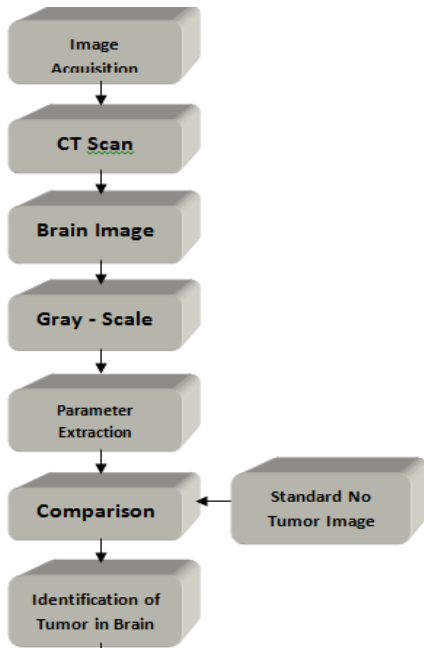 Image
Acquisition
CT Scan
Brain Image
Gray - Scale
Parameter
Extraction
Comparison
Standard No
Tumor Image
Identification of
Tumor in Brain